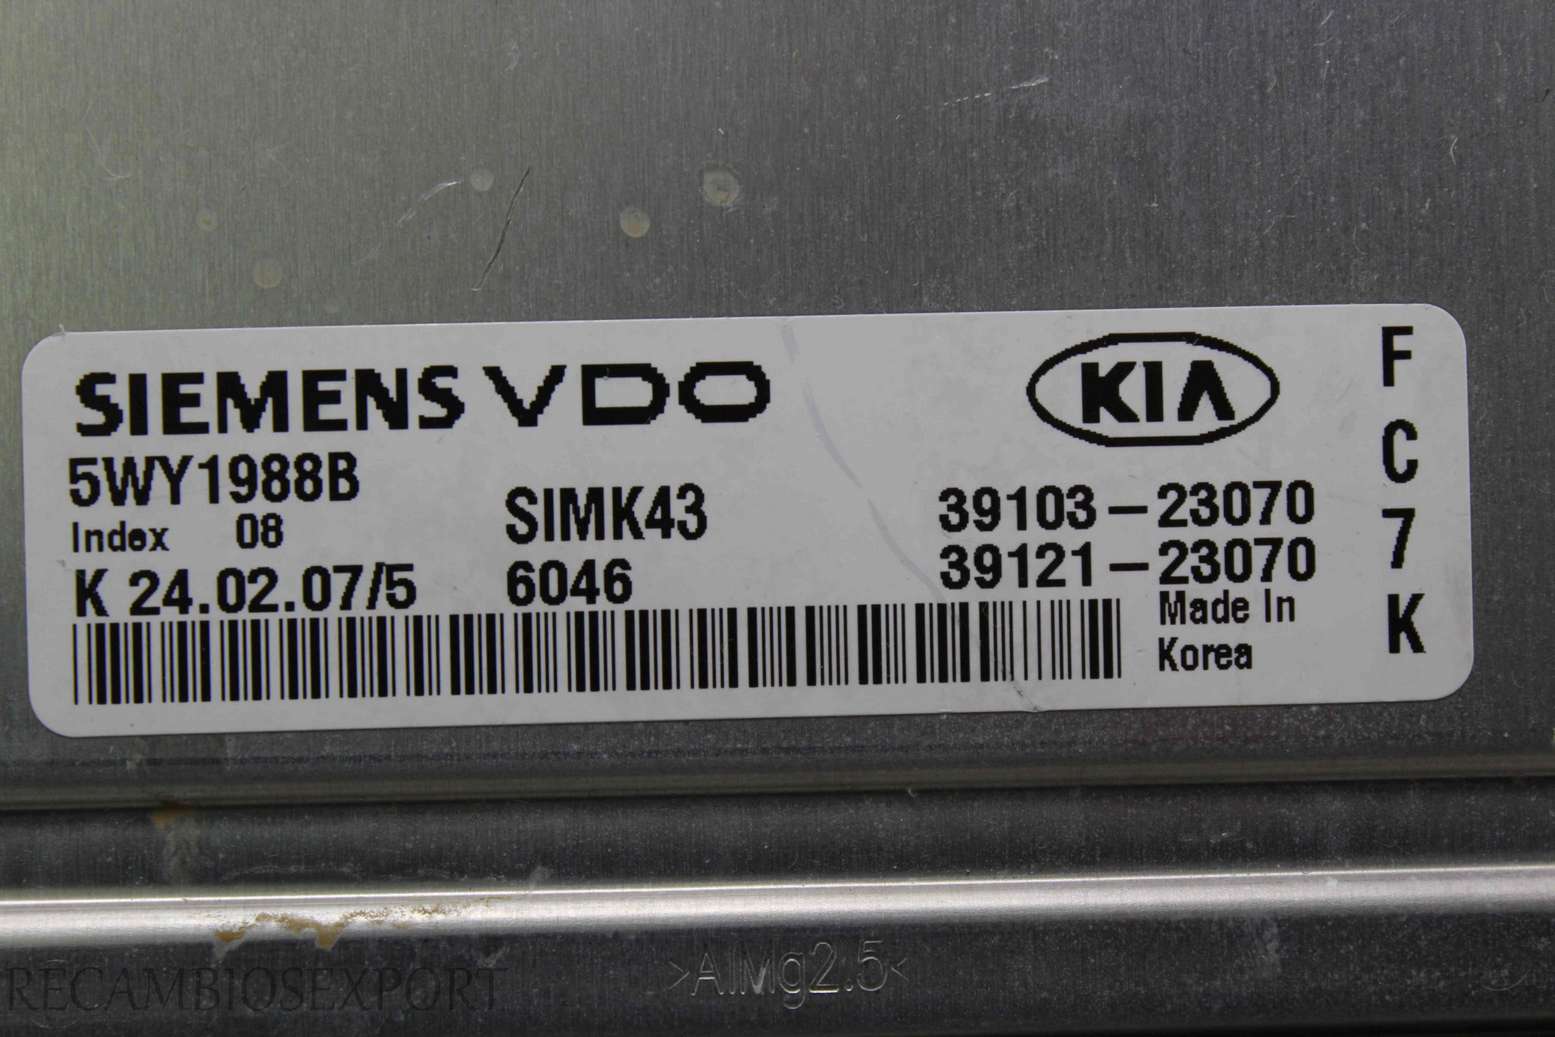 SIEMENS VDO
KIA
5WY1988B
Index 08
SIMK43
39103-23070
K 24.02.07/5
6046
39121-23070
Made In
Korea
F
C
7
K
>AlMg2.5<
RECAMBIOSEXPORT